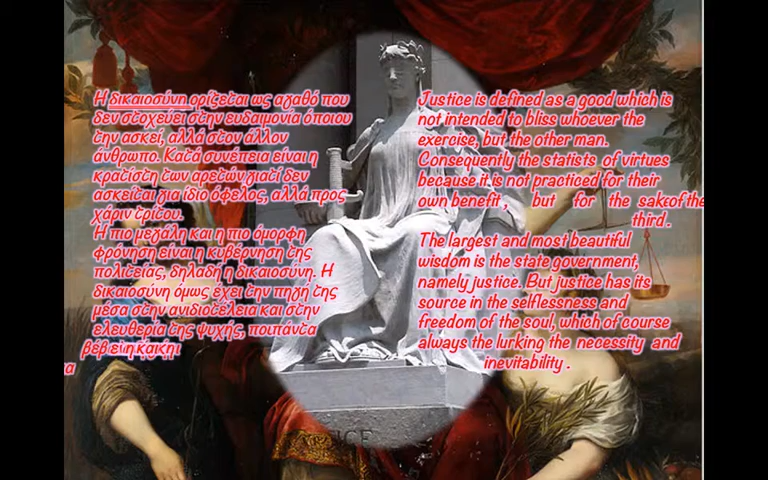 Η δικαιοσύνη ορίζεται ως αγαθό που
δεν στοχεύει στην ευδαιμονία όποιου
την ασκεί, αλλά στον άλλον
άνθρωπο. Κατά συνέπεια είναι η
κρατίστη των αρετών γιατί δεν
ασκείται για ίδιο όφελος, αλλά προς
χάριν τρίτου.
Η πιο μεγάλη και η πιο όμορφη
φρόνηση είναι η κυβέρνηση της
πολιτείας, δηλαδή η δικαιοσύνη. Η
δικαιοσύνη όμως έχει την πηγή της
μέσα στην ανιδιοτέλεια και στην
ελευθερία της ψυχής,
Justice is defined as a good which is
not intended to bliss whoever the
exercise, but the other man.
Consequently the statists of virtues
because it is not practiced for their
own benefit , but for the sake of the
third .
The largest and most beautiful
wisdom is the state government,
namely justice. But justice has its
source in the selflessness and
freedom of the soul, which of course
always the lurking the necessity and
inevitability .